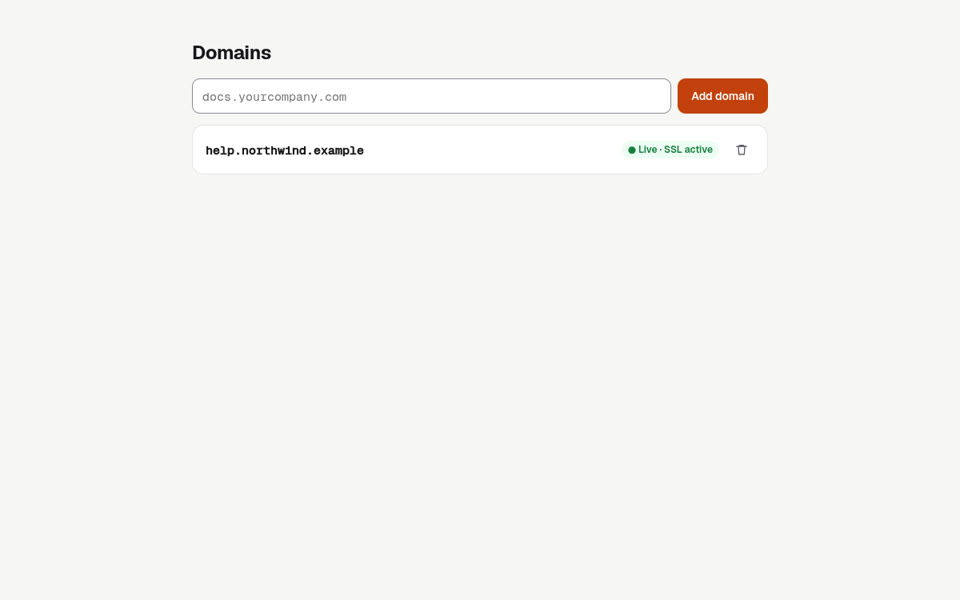 Domains
docs.yourcompany.com
Add domain
help.northwind.example
Live · SSL active